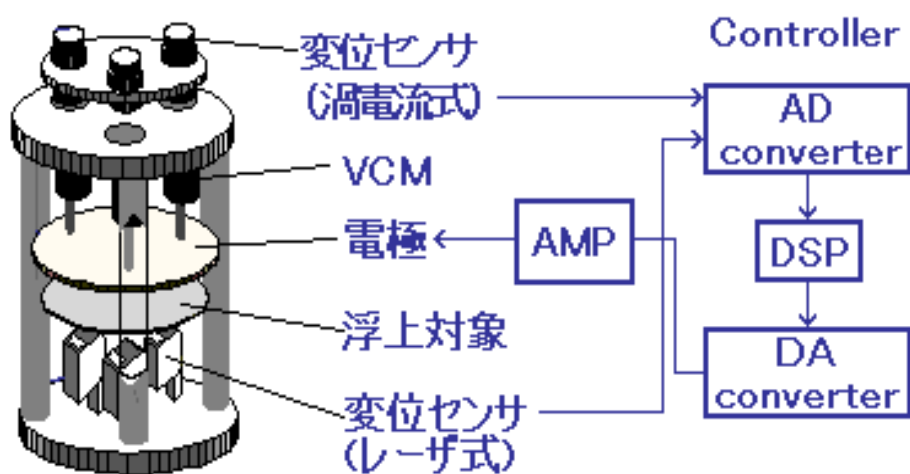 変位センサ
(渦電流式)
VCM
電極
浮上対象
変位センサ
(レーザ式)
AMP
Controller
AD
converter
DSP
DA
converter